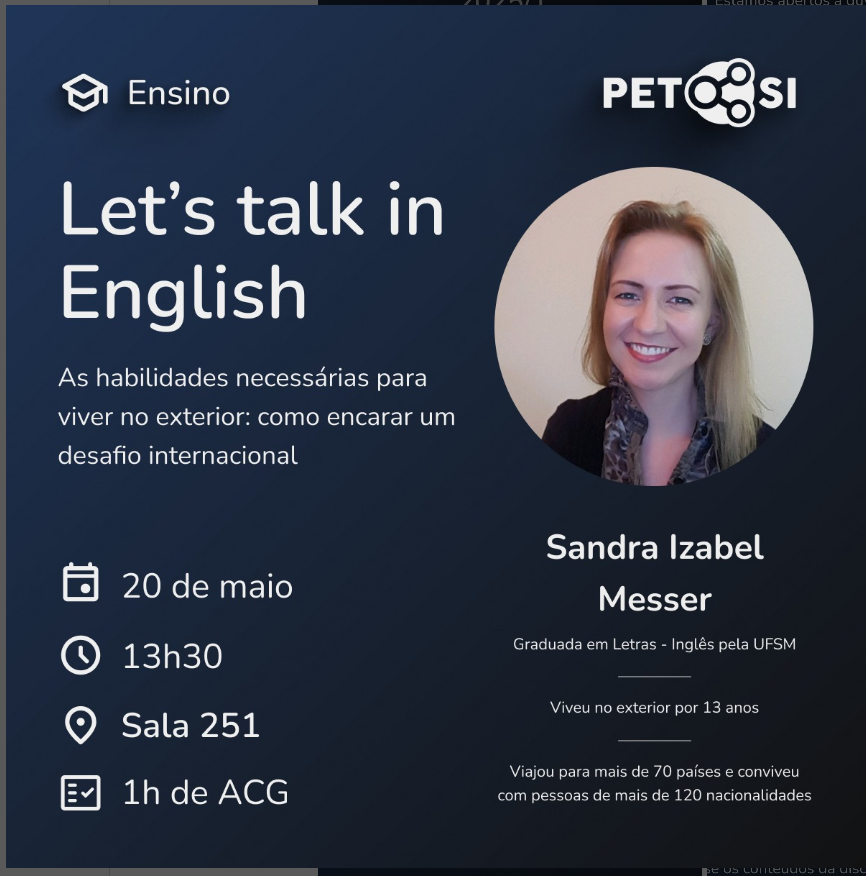 Ensino
PET SI
Let's talk in
English
As habilidades necessárias para
viver no exterior: como encarar um
desafio internacional
20 de maio
13h30
Sala 251
1h de ACG
Sandra Izabel
Messer
Graduada em Letras - Inglês pela UFSM
Viveu no exterior por 13 anos
Viajou para mais de 70 países e conviveu
com pessoas de mais de 120 nacionalidades